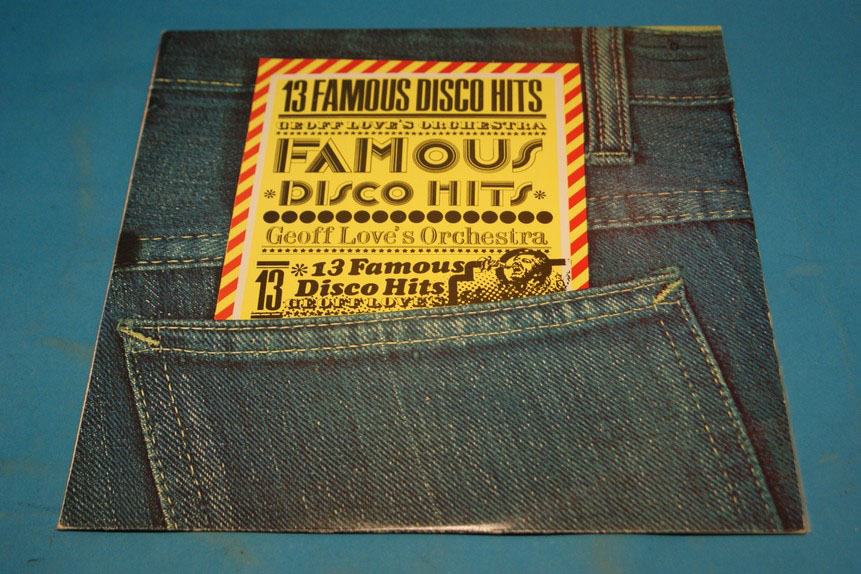 13 FAMOUS DISCO HITS
GEOFF LOVE'S ORCHESTRA
FAMOUS
*DISCO HITS*
Geoff Love's Orchestra
13
*13 Famous
Disco Hits
GEOFF LOVE'S